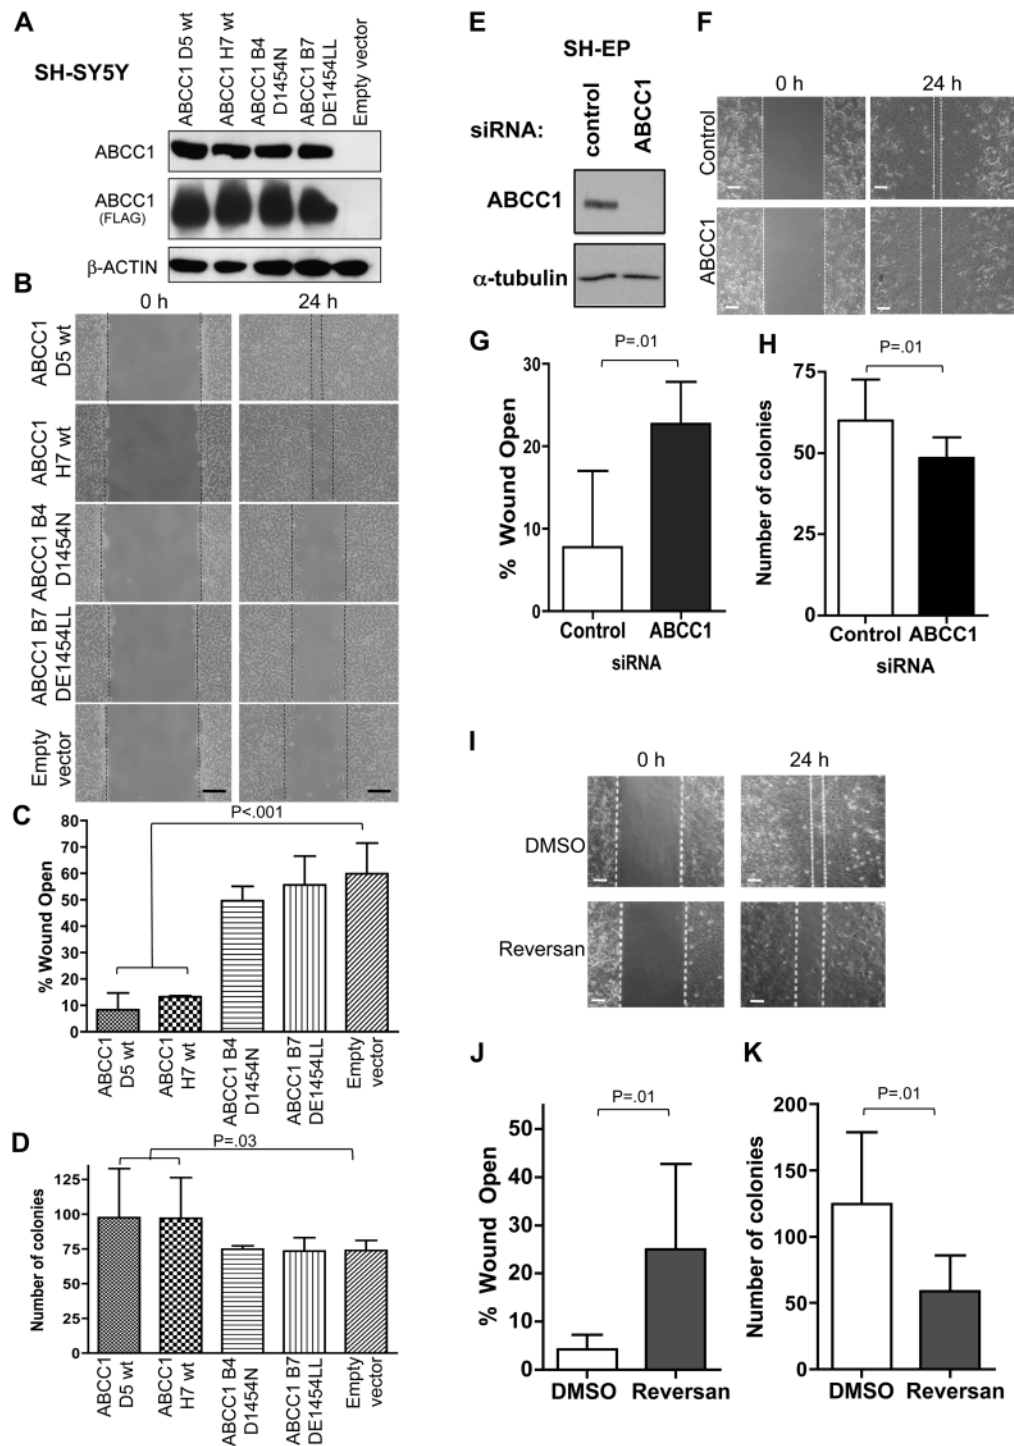 A
SH-SY5Y
ABCC1 D5 wt
ABCC1 H7 wt
ABCC1 B4
D1454N
ABCC1 B7
DE1454LL
Empty vector
ABCC1
ABCC1
(FLAG)
β-ACTIN
B
0 h
24 h
ABCC1
D5 wt
ABCC1
H7 wt
ABCC1 B4
D1454N
ABCC1 B7
DE1454LL
Empty
vector
C
P<.001
% Wound Open
80
70
60
50
40
30
20
10
0
ABCC1
D5 wt
ABCC1
H7 wt
ABCC1 B4
D1454N
ABCC1 B7
DE1454LL
Empty
vector
D
P=.03
Number of colonies
125
100
75
50
25
0
ABCC1
D5 wt
ABCC1
H7 wt
ABCC1 B4
D1454N
ABCC1 B7
DE1454LL
Empty
vector
E
SH-EP
siRNA:
control
ABCC1
ABCC1
α-tubulin
F
0 h
24 h
Control
ABCC1
G
P=.01
% Wound Open
30
20
10
0
Control
ABCC1
siRNA
H
P=.01
Number of colonies
75
50
25
0
Control
ABCC1
siRNA
I
0 h
24 h
DMSO
Reversan
J
P=.01
% Wound Open
50
40
30
20
10
0
DMSO
Reversan
K
P=.01
Number of colonies
200
150
100
50
0
DMSO
Reversan